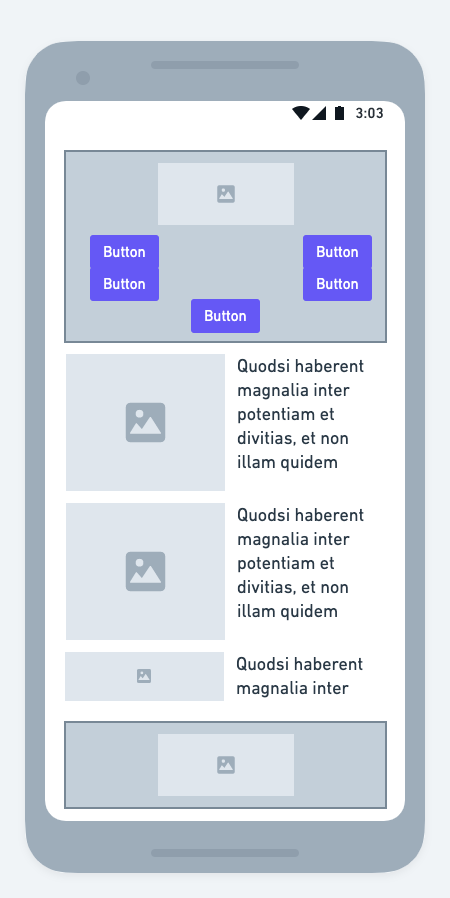 3:03
Button
Button
Button
Button
Button
Quodsi haberent
magnalia inter
potentiam et
divitias, et non
illam quidem
Quodsi haberent
magnalia inter
potentiam et
divitias, et non
illam quidem
Quodsi haberent
magnalia inter